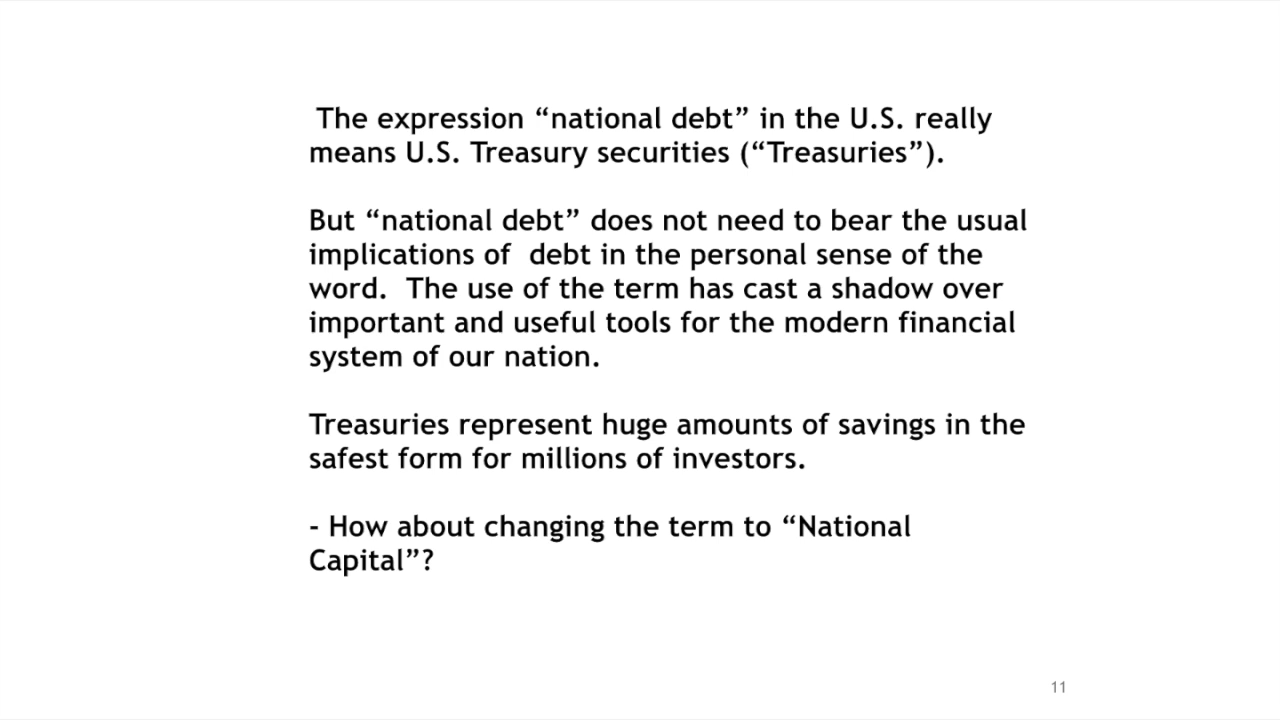 The expression “national debt” in the U.S. really
means U.S. Treasury securities (“Treasuries”).
But “national debt” does not need to bear the usual
implications of  debt in the personal sense of the
word.  The use of the term has cast a shadow over
important and useful tools for the modern financial
system of our nation.
Treasuries represent huge amounts of savings in the
safest form for millions of investors.
- How about changing the term to “National
Capital”?
11